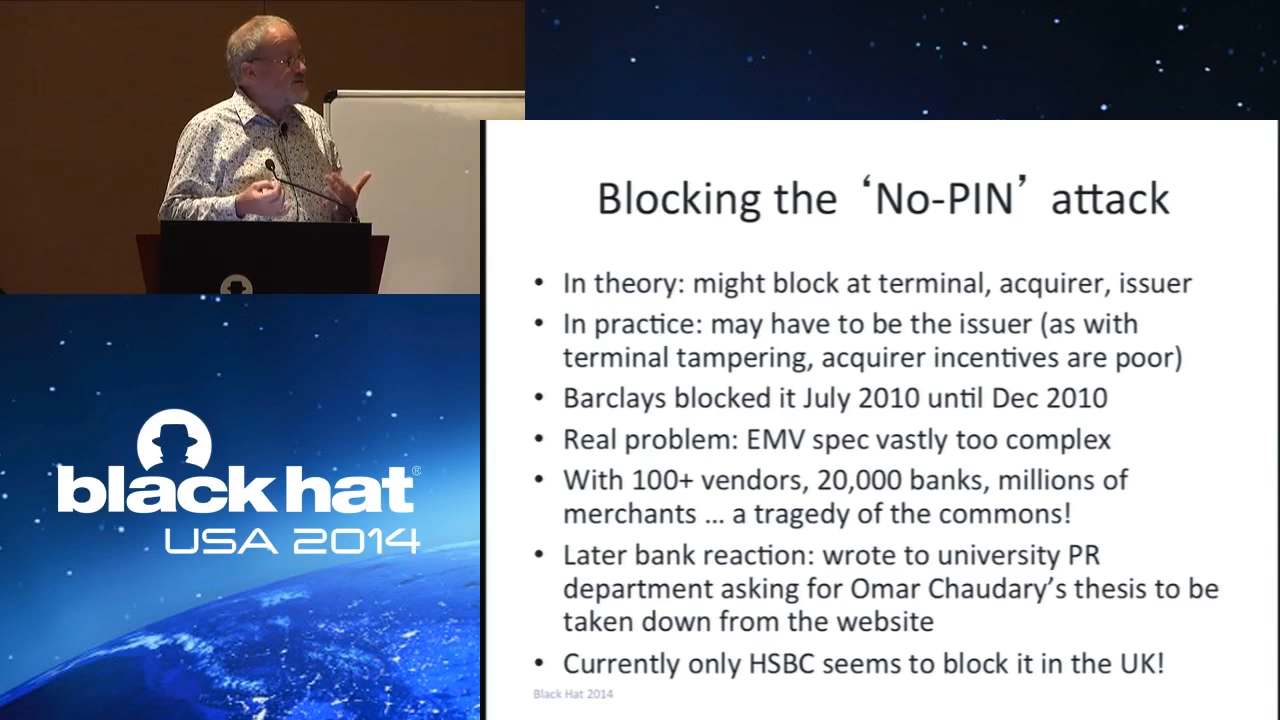 Blocking the ‘No-PIN’ attack
• In theory: might block at terminal, acquirer, issuer
• In practice: may have to be the issuer (as with
terminal tampering, acquirer incentives are poor)
• Barclays blocked it July 2010 until Dec 2010
• Real problem: EMV spec vastly too complex
• With 100+ vendors, 20,000 banks, millions of
merchants … a tragedy of the commons!
• Later bank reaction: wrote to university PR
department asking for Omar Chaudary’s thesis to be
taken down from the website
• Currently only HSBC seems to block it in the UK!
Black Hat 2014
black hat®
USA 2014